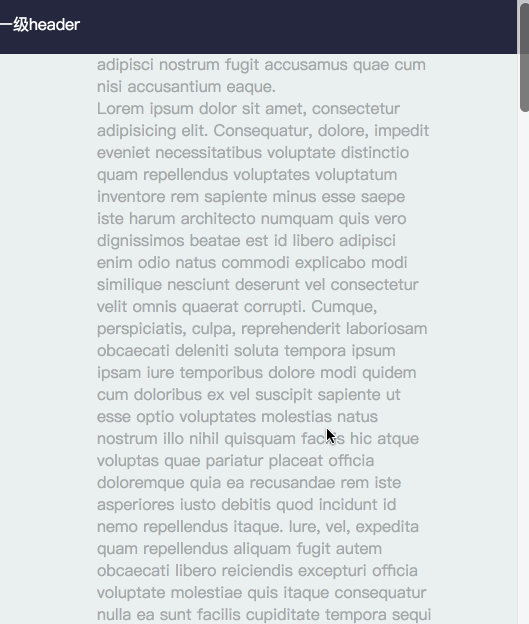 一级header
adipisci nostrum fugit accusamus quae cum
nisi accusantium eaque.
Lorem ipsum dolor sit amet, consectetur
adipisicing elit. Consequatur, dolore, impedit
eveniet necessitatibus voluptate distinctio
quam repellendus voluptates voluptatum
inventore rem sapiente minus esse saepe
iste harum architecto numquam quis vero
dignissimos beatae est id libero adipisci
enim odio natus commodi explicabo modi
similique nesciunt deserunt vel consectetur
velit omnis quaerat corrupti. Cumque,
perspiciatis, culpa, reprehenderit laboriosam
obcaecati deleniti soluta tempora ipsum
ipsam iure temporibus dolore modi quidem
cum doloribus ex vel suscipit sapiente ut
esse optio voluptates molestias natus
nostrum illo nihil quisquam facilis hic atque
voluptas quae pariatur placeat officia
doloremque quia ea recusandae rem iste
asperiores iusto debitis quod incidunt id
nemo repellendus itaque. Iure, vel, expedita
quam repellendus aliquam fugit autem
obcaecati libero reiciendis excepturi officia
voluptate molestiae quis itaque consequatur
nulla ea sunt facilis cupiditate tempora sequi